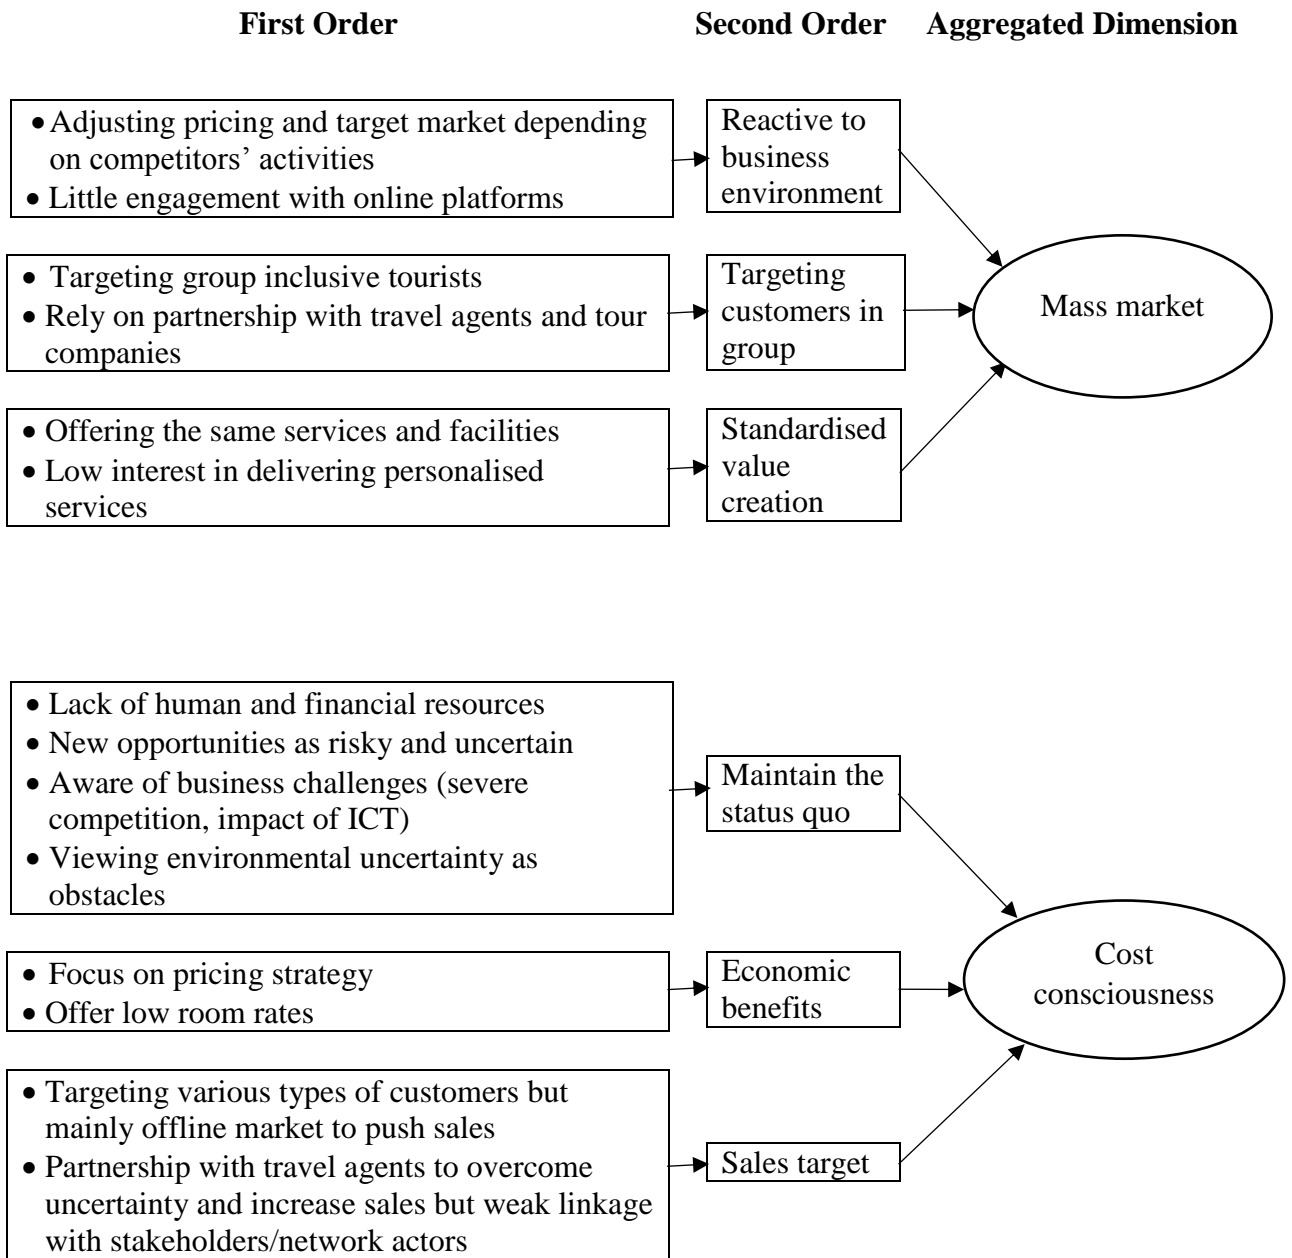 First Order Second Order Aggregated Dimension
• Adjusting pricing and target market depending
on competitors’ activities
• Little engagement with online platforms
Reactive to
business
environment
• Targeting group inclusive tourists
• Rely on partnership with travel agents and tour
companies
Targeting
customers in
group
Mass market
• Offering the same services and facilities
• Low interest in delivering personalised
services
Standardised
value
creation
• Lack of human and financial resources
• New opportunities as risky and uncertain
• Aware of business challenges (severe
competition, impact of ICT)
• Viewing environmental uncertainty as
obstacles
Maintain the
status quo
• Focus on pricing strategy
• Offer low room rates
Economic
benefits
Cost
consciousness
• Targeting various types of customers but
mainly offline market to push sales
• Partnership with travel agents to overcome
uncertainty and increase sales but weak linkage
with stakeholders/network actors
Sales target